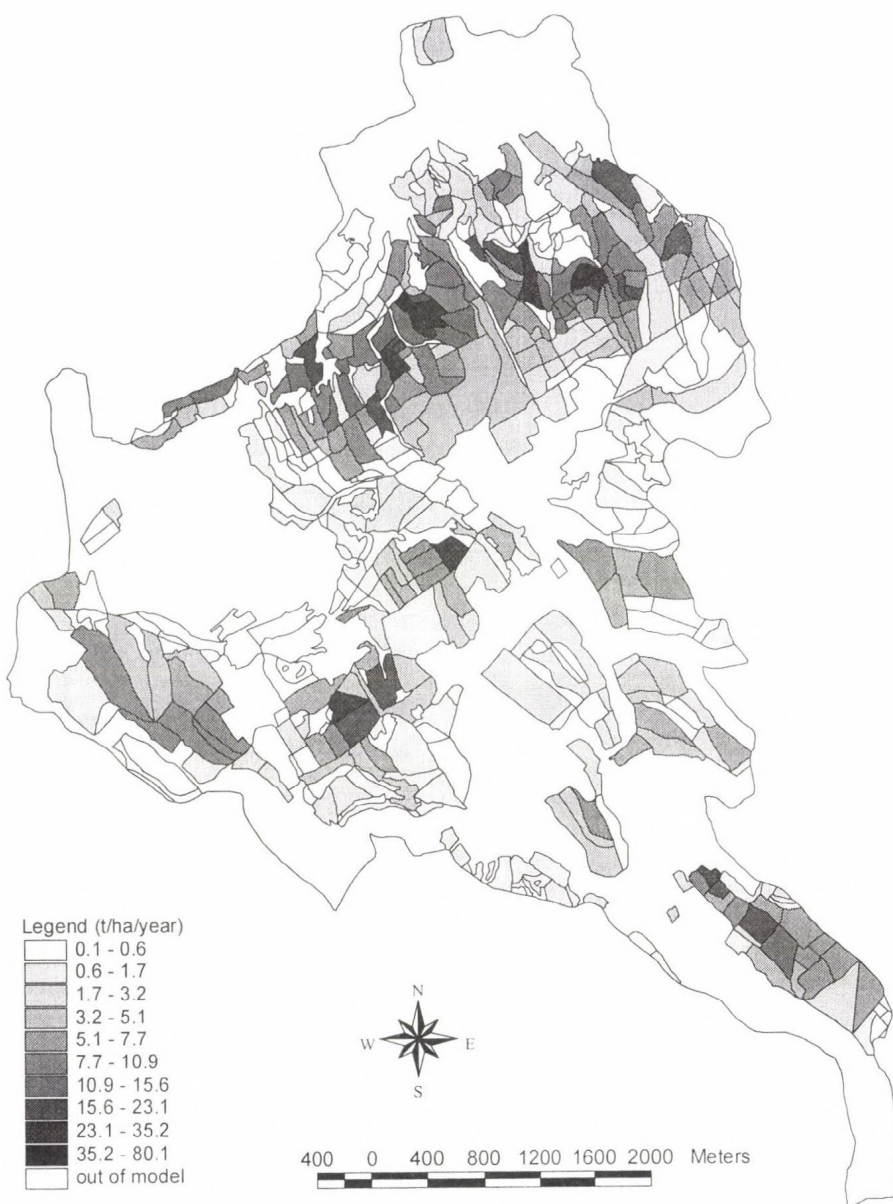 Legend (t/ha/year)
0.1 - 0.6
0.6 - 1.7
1.7 - 3.2
3.2 - 5.1
5.1 - 7.7
7.7 - 10.9
10.9 - 15.6
15.6 - 23.1
23.1 - 35.2
35.2 - 80.1
out of model
N
W E
S
400 0 400 800 1200 1600 2000 Meters